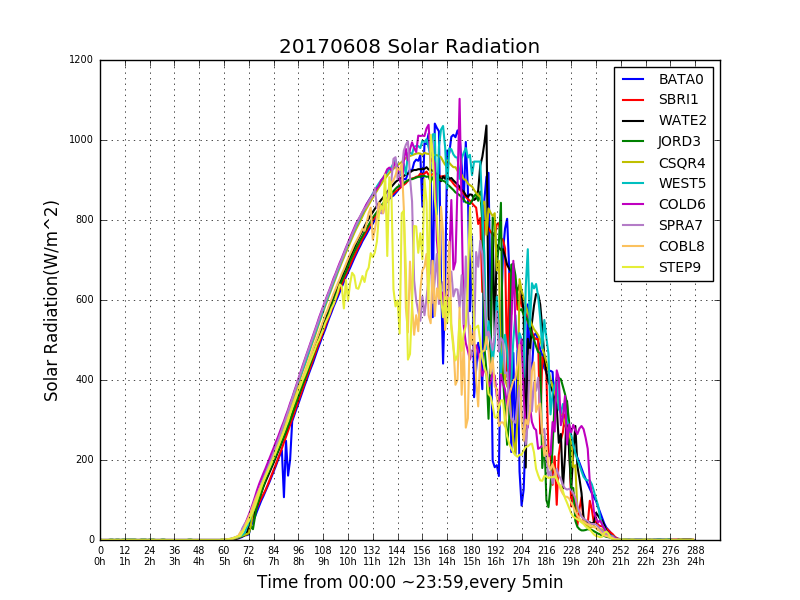 20170608 Solar Radiation
Solar Radiation(W/m^2)
1200
1000
800
600
400
200
0
BATA0
SBRI1
WATE2
JORD3
CSQR4
WEST5
COLD6
SPRA7
COBL8
STEP9
0 12 24 36 48 60 72 84 96 108 120 132 144 156 168 180 192 204 216 228 240 252 264 276 288
0h 1h 2h 3h 4h 5h 6h 7h 8h 9h 10h 11h 12h 13h 14h 15h 16h 17h 18h 19h 20h 21h 22h 23h 24h
Time from 00:00 ~23:59,every 5min